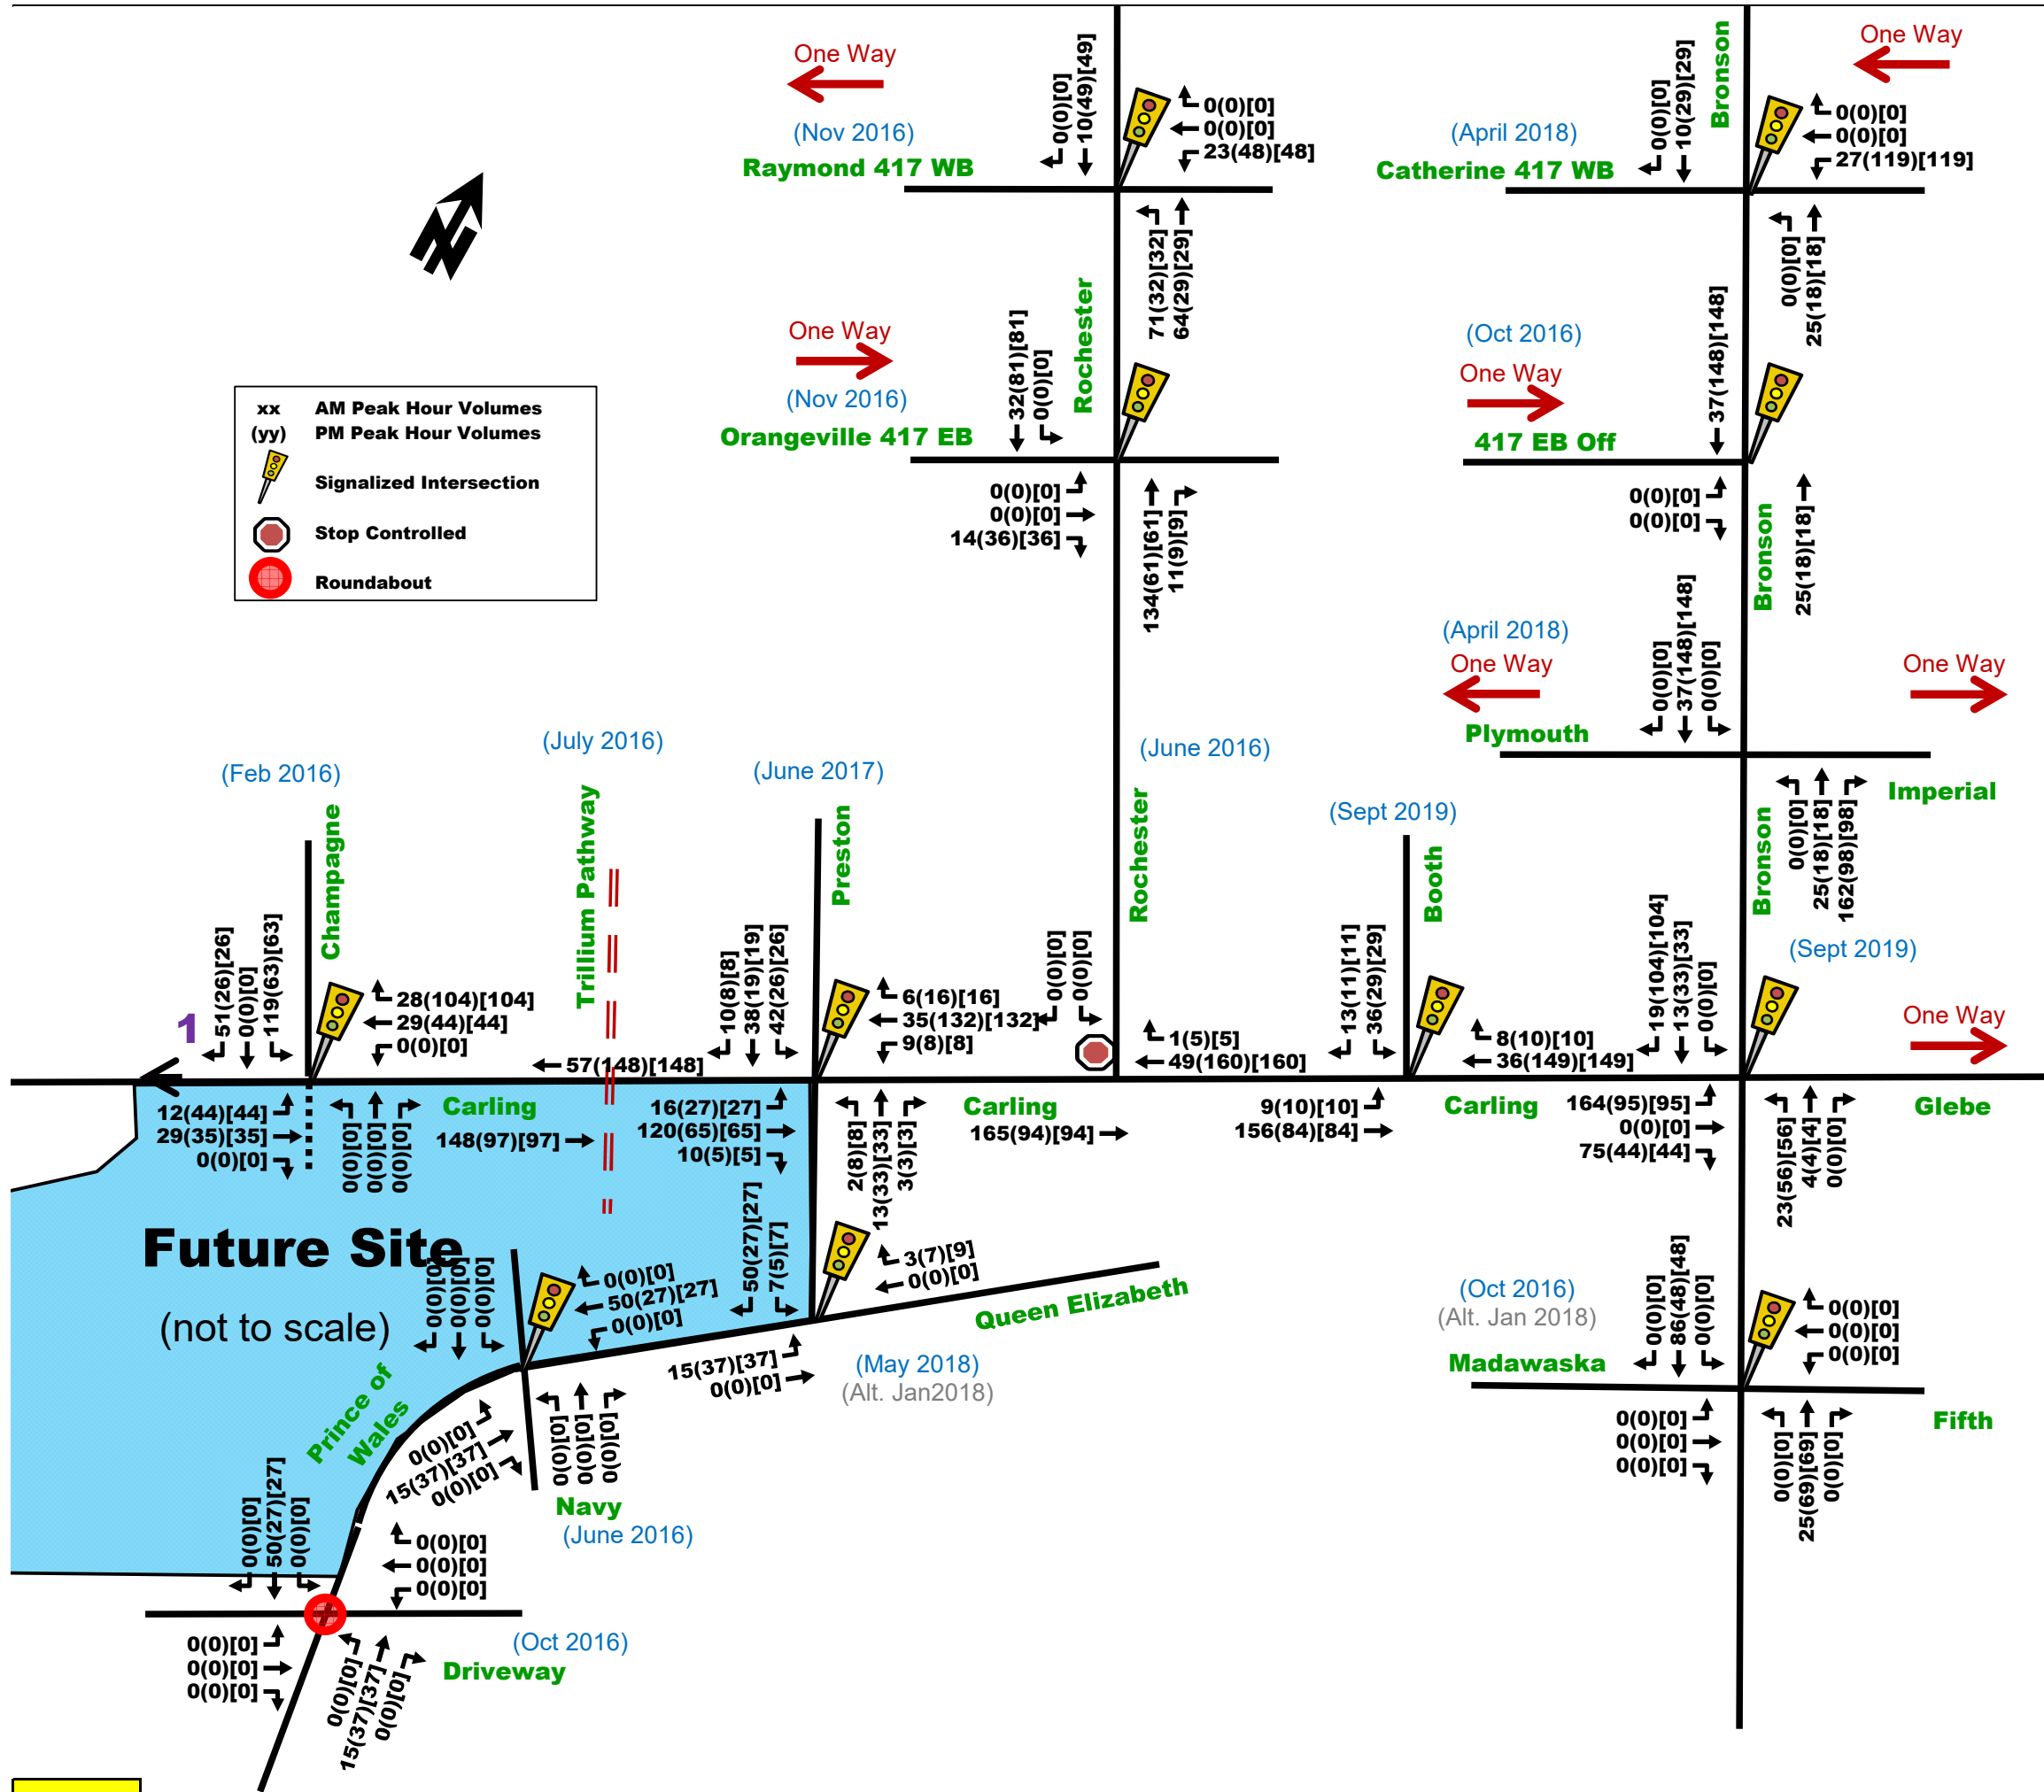 One Way
(Nov 2016)
Raymond 417 WB
0(0)[0]
10(49)[49]
0(0)[0]
0(0)[0]
23(48)[48]
71(32)[32]
64(29)[29]
Rochester
One Way
(Nov 2016)
Orangeville 417 EB
32(81)[81]
0(0)[0]
0(0)[0]
0(0)[0]
14(36)[36]
134(61)[61]
11(9)[9]
One Way
Bronson
(April 2018)
Catherine 417 WB
0(0)[0]
10(29)[29]
0(0)[0]
0(0)[0]
27(119)[119]
0(0)[0]
25(18)[18]
(Oct 2016)
One Way
417 EB Off
37(148)[148]
0(0)[0]
0(0)[0]
Bronson
25(18)[18]
(April 2018)
One Way
Plymouth
0(0)[0]
37(148)[148]
0(0)[0]
One Way
Imperial
0(0)[0]
25(18)[18]
162(98)[98]
Bronson
xx AM Peak Hour Volumes
(yy) PM Peak Hour Volumes
Signalized Intersection
Stop Controlled
Roundabout
(Feb 2016)
Champagne
51(26)[26]
0(0)[0]
119(63)[63]
1
28(104)[104]
29(44)[44]
0(0)[0]
12(44)[44]
29(35)[35]
0(0)[0]
0(0)[0]
0(0)[0]
0(0)[0]
(July 2016)
Trillium Pathway
57(148)[148]
Carling
148(97)[97]
(June 2017)
Preston
10(8)[8]
38(19)[19]
42(26)[26]
6(16)[16]
35(132)[132]
9(8)[8]
16(27)[27]
120(65)[65]
10(5)[5]
2(8)[8]
13(33)[33]
3(3)[3]
(June 2016)
Rochester
0(0)[0]
0(0)[0]
1(5)[5]
49(160)[160]
Carling
165(94)[94]
(Sept 2019)
Booth
13(11)[11]
36(29)[29]
8(10)[10]
36(149)[149]
9(10)[10]
156(84)[84]
Carling
(Sept 2019)
19(104)[104]
13(33)[33]
0(0)[0]
One Way
Glebe
164(95)[95]
0(0)[0]
75(44)[44]
23(56)[56]
4(4)[4]
0(0)[0]
Future Site
(not to scale)
0(0)[0]
0(0)[0]
0(0)[0]
0(0)[0]
50(27)[27]
0(0)[0]
50(27)[27]
7(5)[7]
3(7)[9]
0(0)[0]
Queen Elizabeth
15(37)[37]
0(0)[0]
(May 2018)
(Alt. Jan2018)
Prince of
Wales
0(0)[0]
15(37)[37]
0(0)[0]
0(0)[0]
0(0)[0]
0(0)[0]
Navy
(June 2016)
0(0)[0]
50(27)[27]
0(0)[0]
0(0)[0]
0(0)[0]
0(0)[0]
0(0)[0]
0(0)[0]
0(0)[0]
0(0)[0]
15(37)[37]
0(0)[0]
(Oct 2016)
Driveway
(Oct 2016)
(Alt. Jan 2018)
Madawaska
0(0)[0]
86(48)[48]
0(0)[0]
0(0)[0]
0(0)[0]
0(0)[0]
0(0)[0]
0(0)[0]
0(0)[0]
0(0)[0]
25(69)[69]
0(0)[0]
Fifth